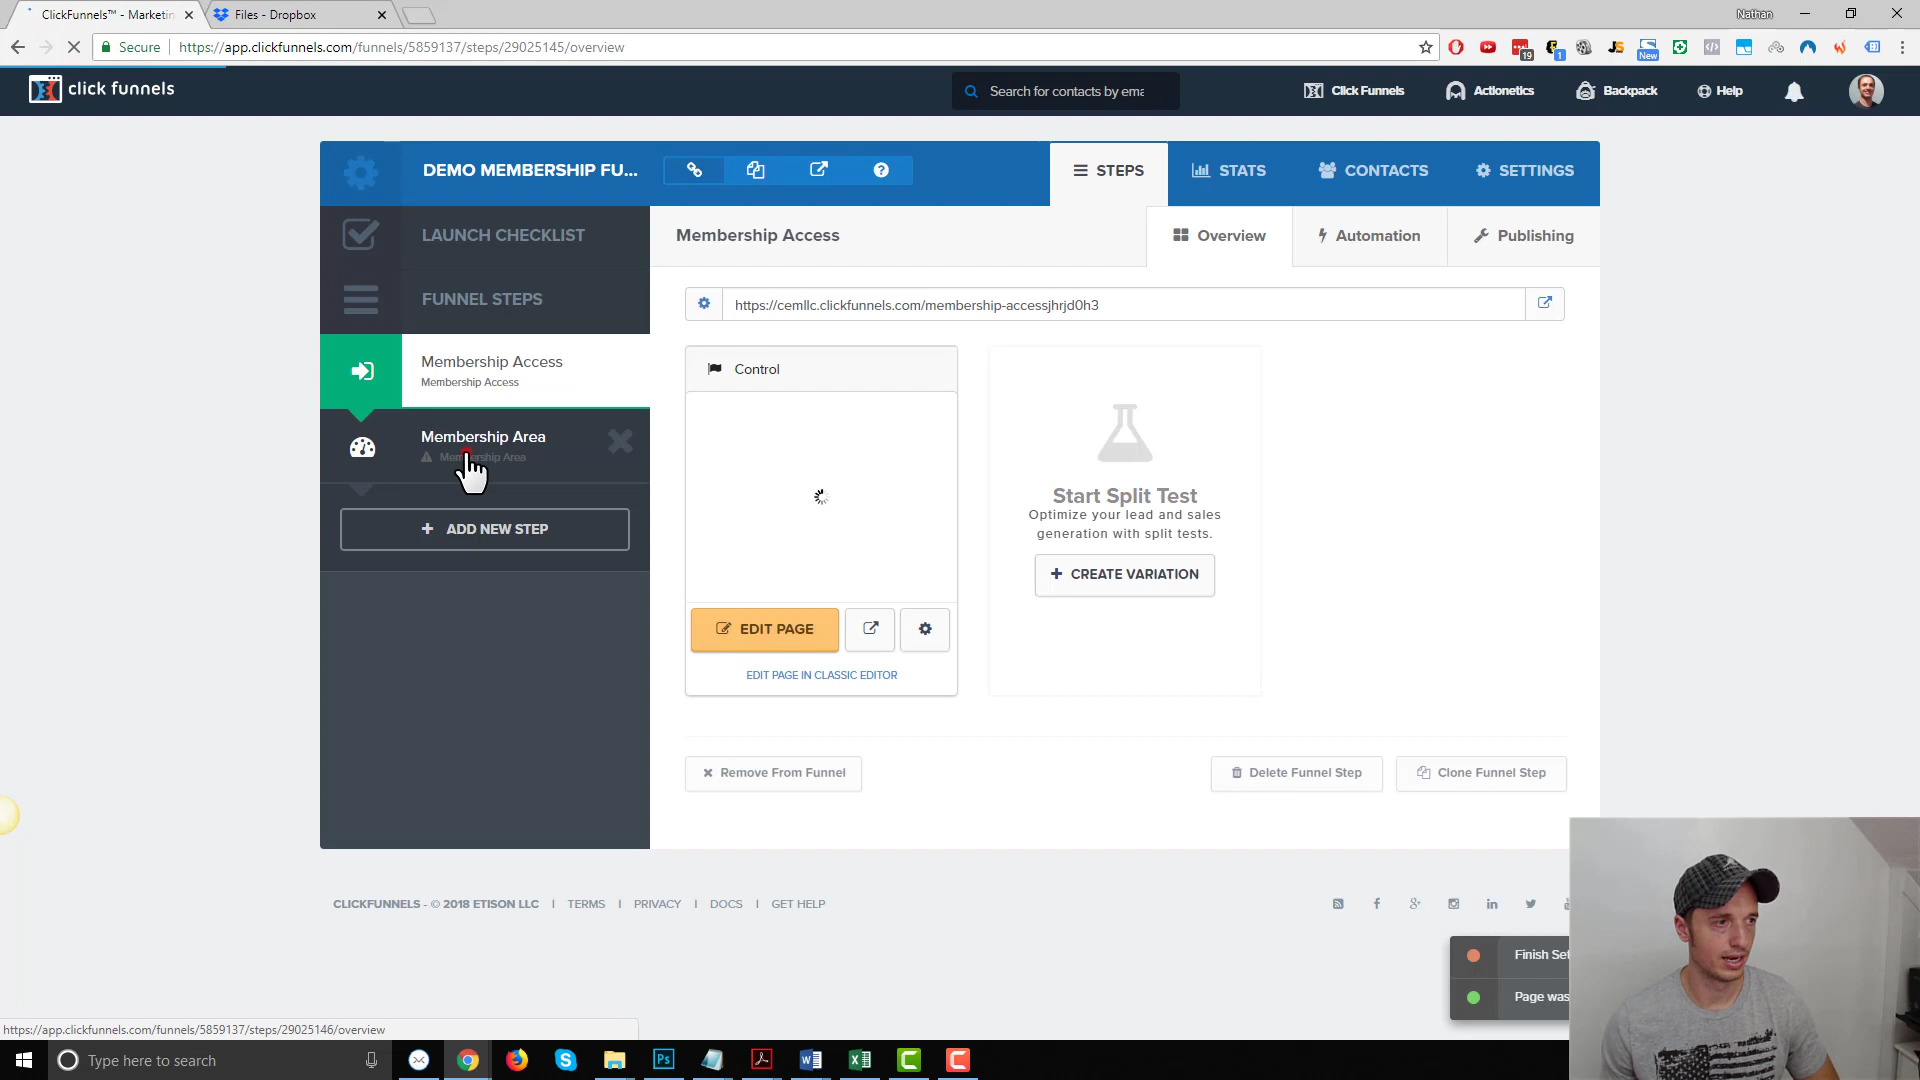 ClickFunnels™ - Marketin
Files - Dropbox
Nathan
Secure
https://app.clickfunnels.com/funnels/5859137/steps/29025145/overview
19
1
JS
New
click funnels
Search for contacts by ema
Click Funnels
Actionetics
Backpack
Help
DEMO MEMBERSHIP FU...
STEPS
STATS
CONTACTS
SETTINGS
LAUNCH CHECKLIST
Membership Access
Overview
Automation
Publishing
FUNNEL STEPS
https://cemllc.clickfunnels.com/membership-accessjhrjd0h3
Membership Access
Membership Access
Control
Membership Area
Membership Area
ADD NEW STEP
Start Split Test
Optimize your lead and sales
generation with split tests.
CREATE VARIATION
EDIT PAGE
EDIT PAGE IN CLASSIC EDITOR
Remove From Funnel
Delete Funnel Step
Clone Funnel Step
CLICKFUNNELS - © 2018 ETISON LLC | TERMS | PRIVACY | DOCS | GET HELP
Finish Set
Page was
https://app.clickfunnels.com/funnels/5859137/steps/29025146/overview
Type here to search